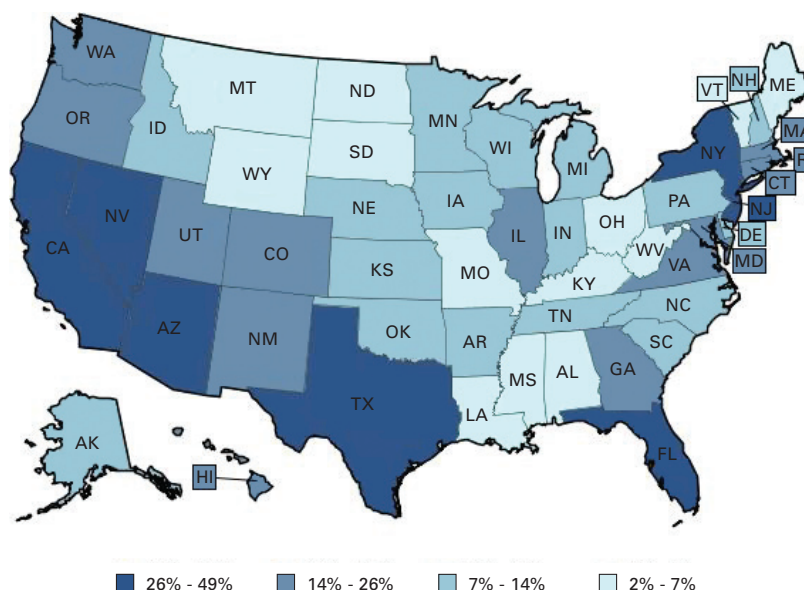 WA
MT
ND
MN
VT
NH
ME
OR
ID
SD
WI
NY
MA
WY
MI
CT
NV
NE
IA
PA
NJ
UT
CO
IL
IN
OH
DE
CA
KS
MO
WV
VA
MD
KY
AZ
NM
OK
AR
TN
NC
SC
MS
AL
GA
TX
LA
AK
HI
FL
26% - 49%
14% - 26%
7% - 14%
2% - 7%